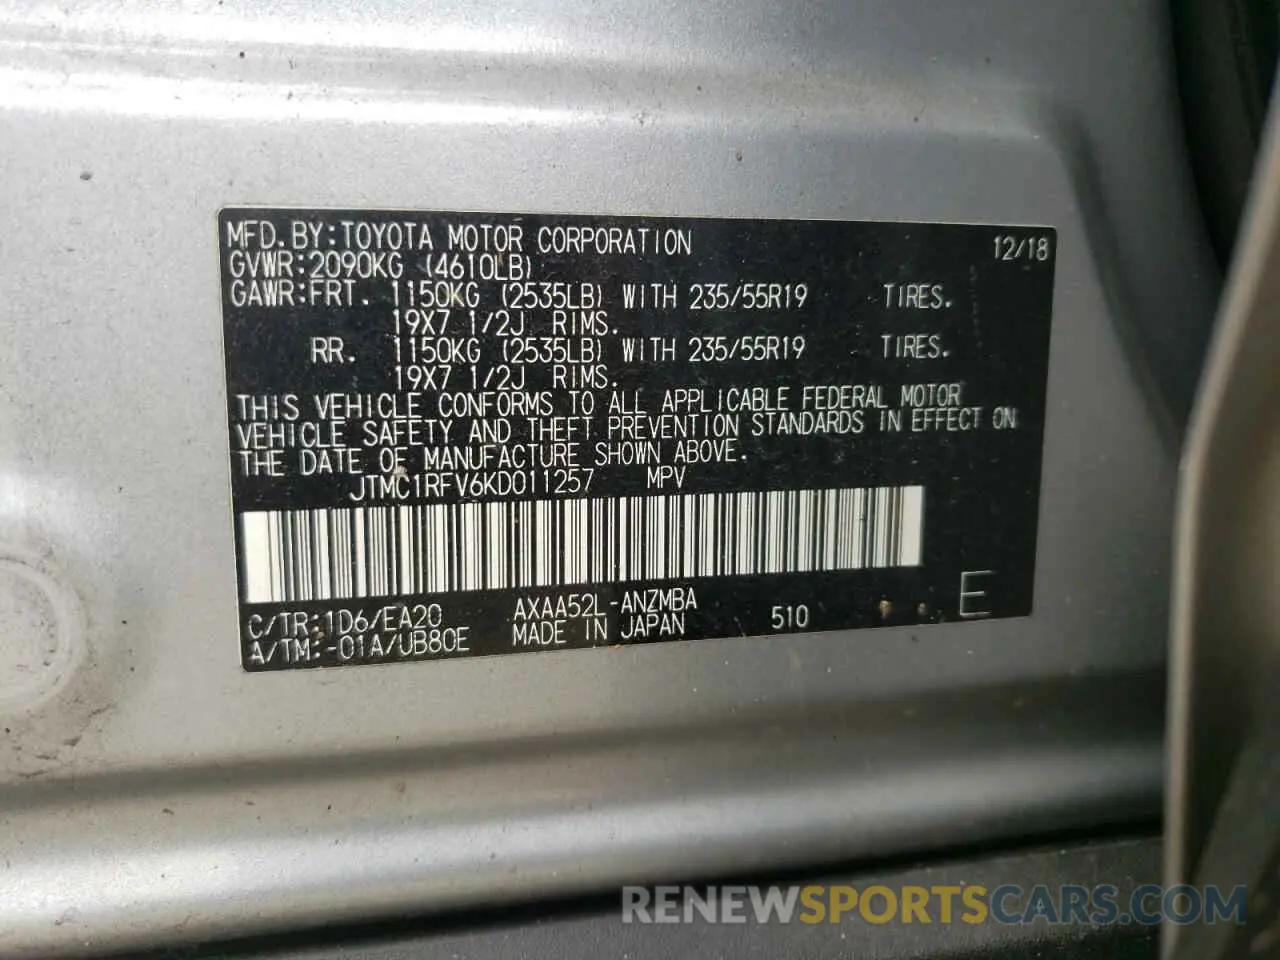 MFD.BY:TOYOTA MOTOR CORPORATION 12/18
GVWR:2090KG (4610LB)
GAWR:FRT. 1150KG (2535LB) WITH 235/55R19 TIRES.
19X7 1/2J RIMS.
RR. 1150KG (2535LB) WITH 235/55R19 TIRES.
19X7 1/2J RIMS.
THIS VEHICLE CONFORMS TO ALL APPLICABLE FEDERAL MOTOR
VEHICLE SAFETY AND THEFT PREVENTION STANDARDS IN EFFECT ON
THE DATE OF MANUFACTURE SHOWN ABOVE.
JTMC1RFV6KD011257 MPV
C/TR:1D6/EA20 AXAA52L-ANZMBA 510 E
A/TM:-01A/UB80E MADE IN JAPAN
RENEWSPORTSCARS.COM